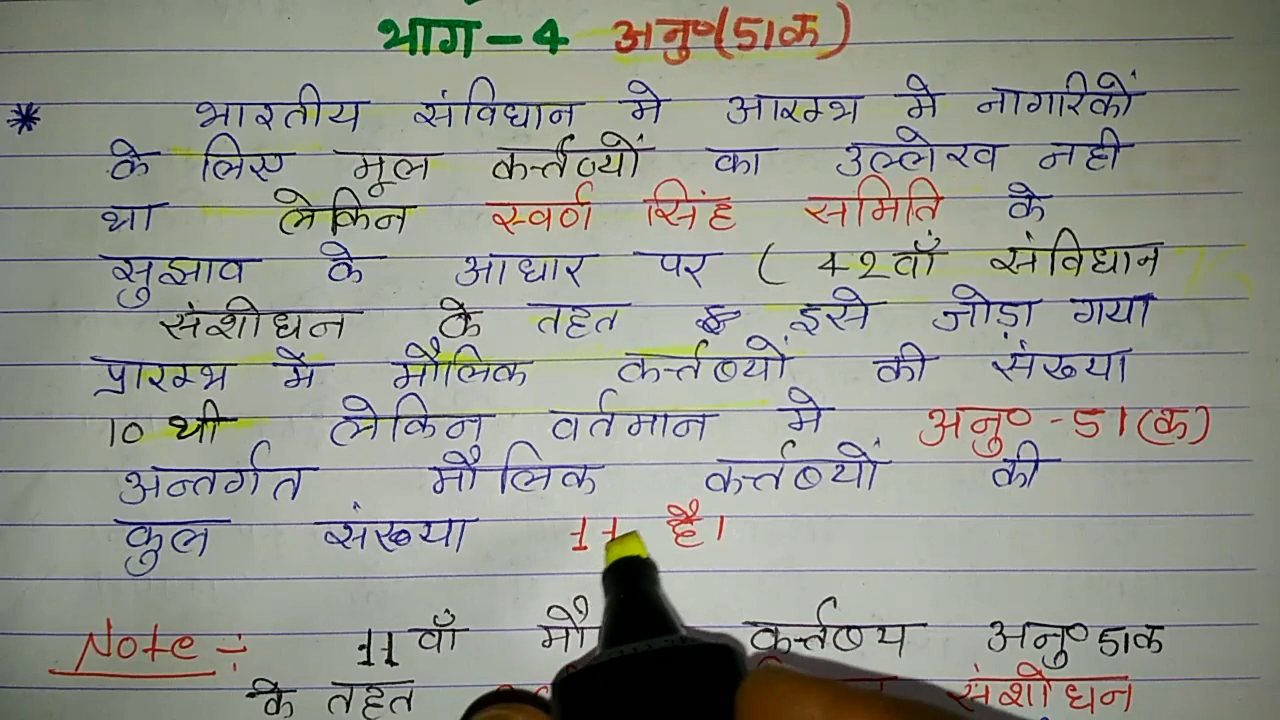 भाग-4 अनु०(51क)
* भारतीय संविधान मे आरम्भ मे नागरिकों
के लिए मूल कर्त्तव्यों का उल्लेख नही
था लेकिन स्वर्ण सिंह समिति के
सुझाव के आधार पर ( 42वाँ संविधान
संशोधन के तहत इसे जोड़ा गया
प्रारम्भ में मौलिक कर्त्तव्यों की संख्या
10 थी लेकिन वर्तमान मे अनु०-51(क)
अन्तर्गत मौलिक कर्त्तव्यों की
कुल संख्या 11 है।
Note ÷ 11वाँ कर्त्तव्य अनु०51क
के तहत संशोधन